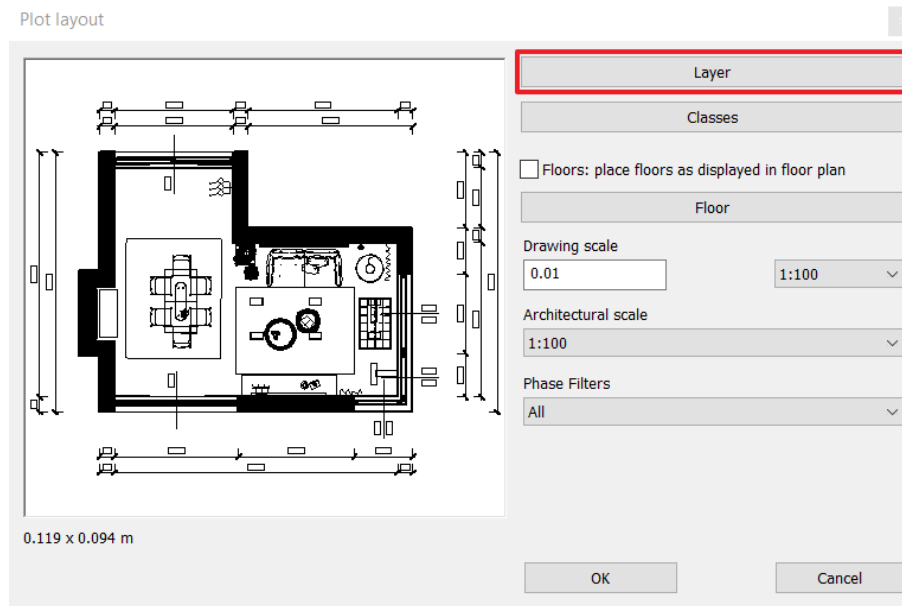 Plot layout
Layer
Classes
Floors: place floors as displayed in floor plan
Floor
Drawing scale
0.01
1:100
Architectural scale
1:100
Phase Filters
All
0.119 x 0.094 m
OK
Cancel